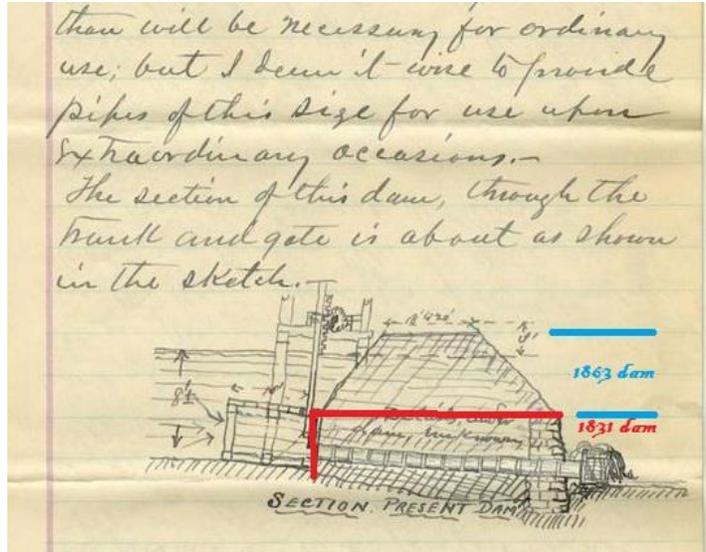 than will be necessary for ordinary
use; but I deem it wise to provide
pipes of this size for use upon
extraordinary occasions.-
The section of this dam, through the
trunk and gate is about as shown
in the sketch.-
1863 dam
8'±
1831 dam
SECTION. PRESENT DAM